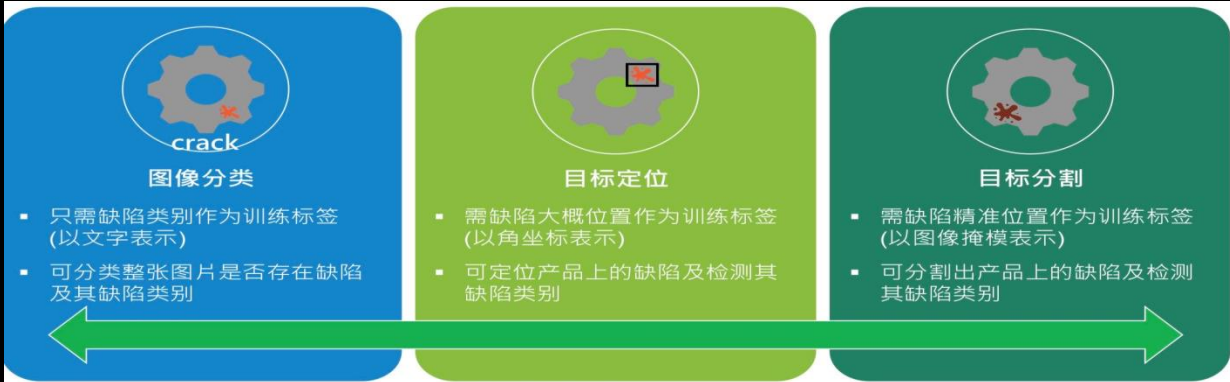 crack
图像分类
▪ 只需缺陷类别作为训练标签
(以文字表示)
▪ 可分类整张图片是否存在缺陷
及其缺陷类别
目标定位
▪ 需缺陷大概位置作为训练标签
(以角坐标表示)
▪ 可定位产品上的缺陷及检测其
缺陷类别
目标分割
▪ 需缺陷精准位置作为训练标签
(以图像掩模表示)
▪ 可分割出产品上的缺陷及检测
其缺陷类别